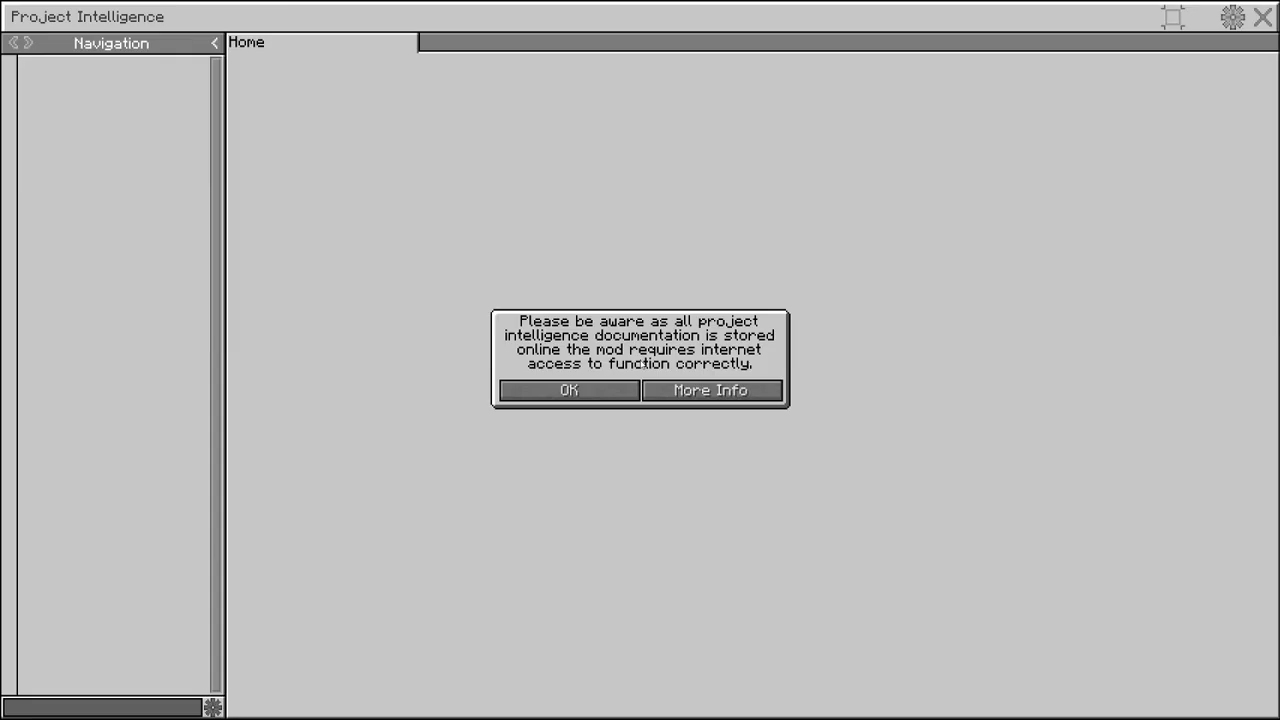 Project Intelligence
Navigation
Home
Please be aware as all project
intelligence documentation is stored
online the mod requires internet
access to function correctly.
OK
More Info